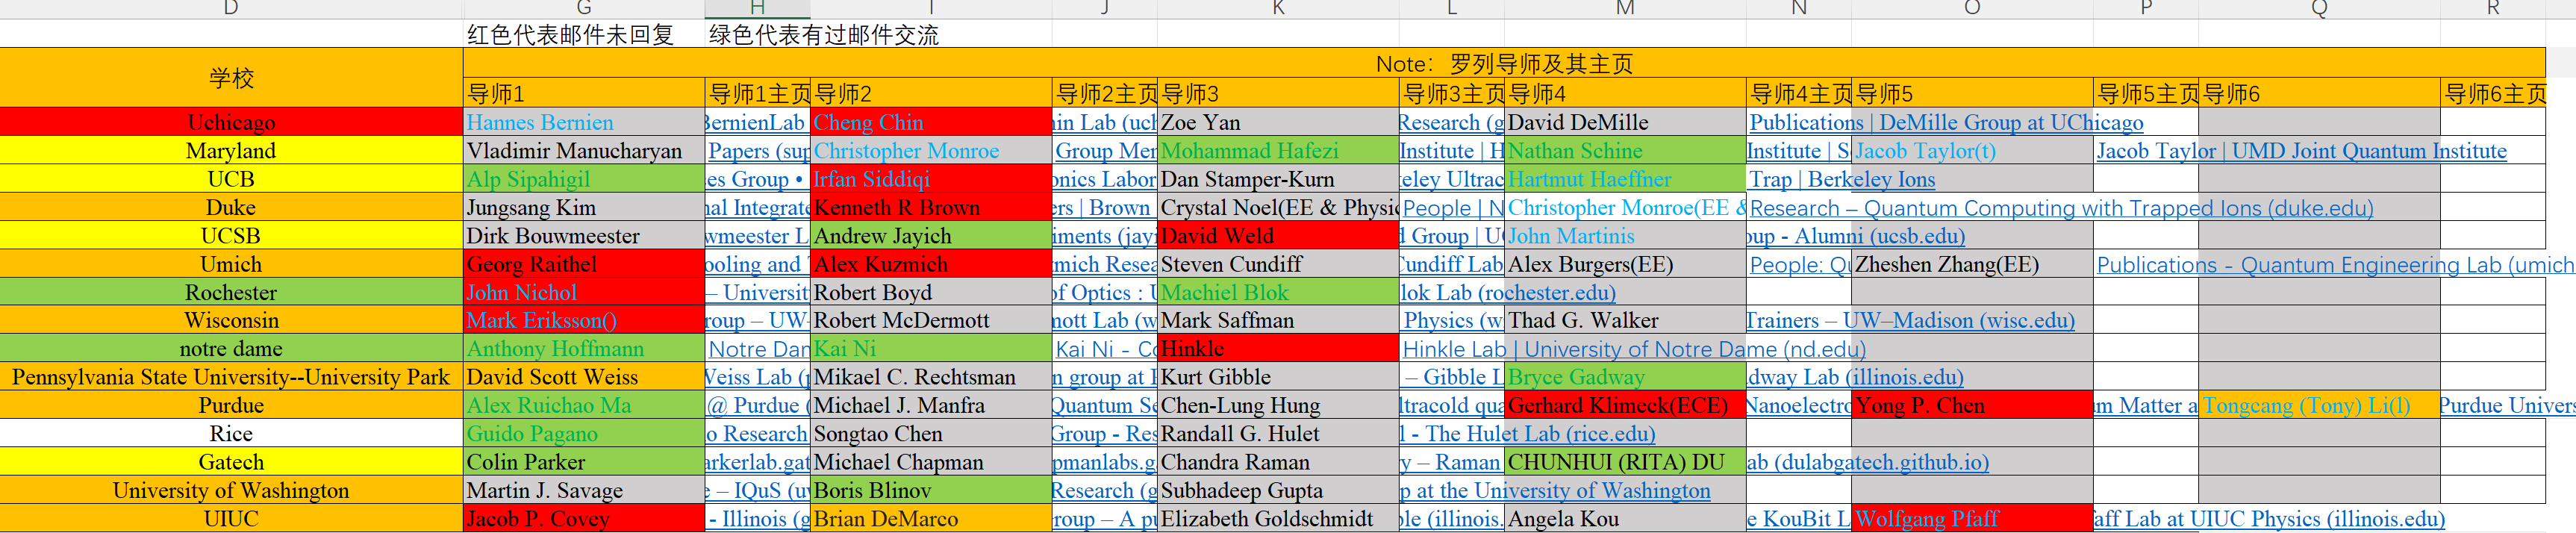 D G H I J K L M N O P Q R
红色代表邮件未回复 绿色代表有过邮件交流
学校 Note：罗列导师及其主页
导师1 导师1主页 导师2 导师2主页 导师3 导师3主页 导师4 导师4主页 导师5 导师5主页 导师6 导师6主页
Uchicago Hannes Bernien BernienLab Cheng Chin Lab (uch Zoe Yan Research (g David DeMille Publications | DeMille Group at UChicago
Maryland Vladimir Manucharyan Papers (sup Christopher Monroe Group Mer Mohammad Hafezi Institute | H Nathan Schine Institute | S Jacob Taylor(t) Jacob Taylor | UMD Joint Quantum Institute
UCB Alp Sipahigil es Group • Irfan Siddiqi onics Labor Dan Stamper-Kurn eley Ultrac Hartmut Haeffner Trap | Berkeley Ions
Duke Jungsang Kim nal Integrate Kenneth R Brown ers | Brown Crystal Noel(EE & Physic People | N Christopher Monroe(EE & Research – Quantum Computing with Trapped Ions (duke.edu)
UCSB Dirk Bouwmeester wmeester L Andrew Jayich iments (jayi David Weld d Group | U John Martinis oup - Alumni (ucsb.edu)
Umich Georg Raithel ooling and Alex Kuzmich mich Resea Steven Cundiff Cundiff Lab Alex Burgers(EE) People: Qu Zheshen Zhang(EE) Publications - Quantum Engineering Lab (umich
Rochester John Nichol – Universit Robert Boyd of Optics : U Machiel Blok lok Lab (rochester.edu)
Wisconsin Mark Eriksson() roup – UW- Robert McDermott mott Lab (w Mark Saffman Physics (w Thad G. Walker Trainers – UW–Madison (wisc.edu)
notre dame Anthony Hoffmann Notre Dan Kai Ni Kai Ni - Co Hinkle Hinkle Lab | University of Notre Dame (nd.edu)
Pennsylvania State University--University Park David Scott Weiss Weiss Lab (p Mikael C. Rechtsman n group at Kurt Gibble – Gibble L Bryce Gadway dway Lab (illinois.edu)
Purdue Alex Ruichao Ma @ Purdue ( Michael J. Manfra Quantum Se Chen-Lung Hung ltracold qua Gerhard Klimeck(ECE) Nanoelectro Yong P. Chen m Matter a Tongcang (Tony) Li(l) Purdue Univers
Rice Guido Pagano o Research Songtao Chen Group - Res Randall G. Hulet l - The Hulet Lab (rice.edu)
Gatech Colin Parker arkerlab.gat Michael Chapman pmanlabs.g Chandra Raman y – Raman CHUNHUI (RITA) DU ab (dulabgatech.github.io)
University of Washington Martin J. Savage e – IQuS (uw Boris Blinov Research (g Subhadeep Gupta p at the University of Washington
UIUC Jacob P. Covey - Illinois (g Brian DeMarco roup – A pu Elizabeth Goldschmidt ple (illinois. Angela Kou e KouBit L Wolfgang Pfaff aff Lab at UIUC Physics (illinois.edu)